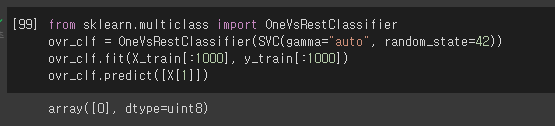 [99] from sklearn.multiclass import OneVsRestClassifier
ovr_clf = OneVsRestClassifier(SVC(gamma="auto", random_state=42))
ovr_clf.fit(X_train[:1000], y_train[:1000])
ovr_clf.predict([X[1]])
array([0], dtype=uint8)